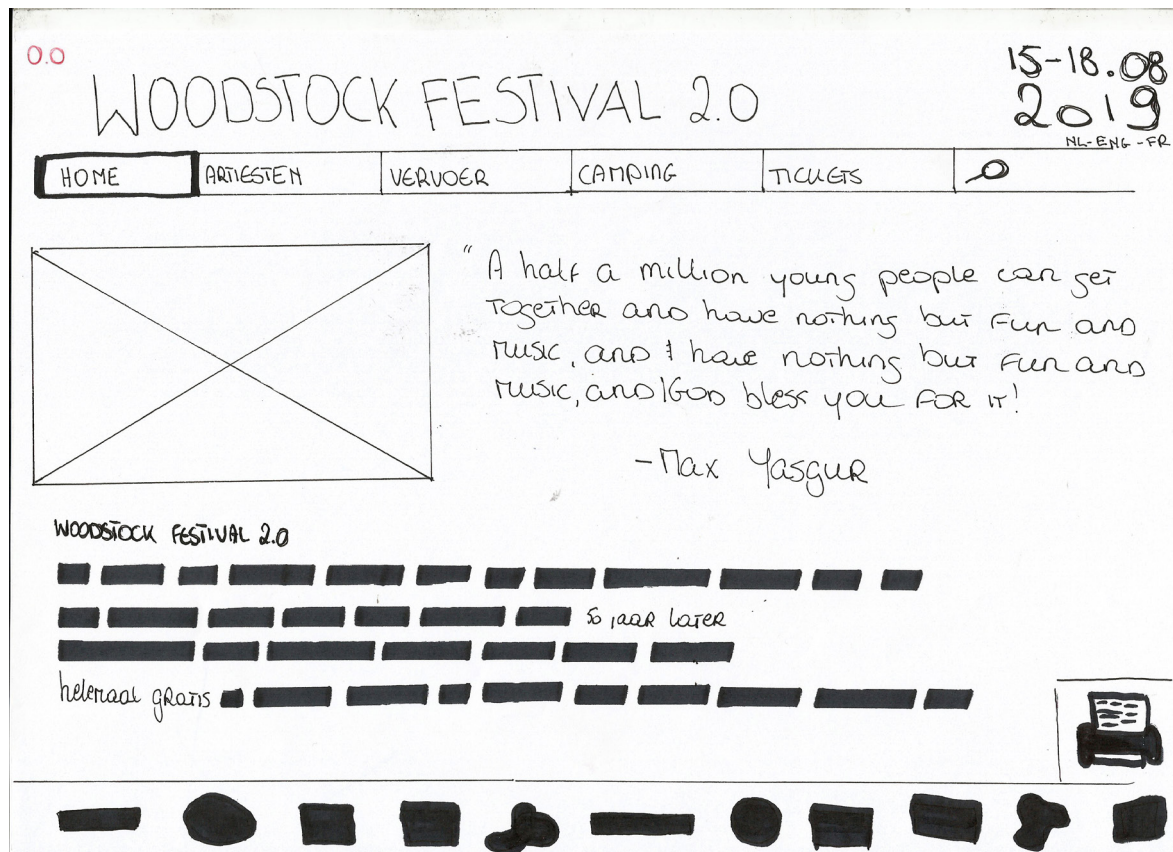 0.0
WOODSTOCK FESTIVAL 2.0
15-18.08
2019
NL-ENG-FR
HOME
ARTIESTEN
VERVOER
CAMPING
TICKETS
" A half a million young people can get
together and have nothing but fun and
music, and I have nothing but fun and
music, and/God bless you for it!
-Max Yasgur
WOODSTOCK FESTIVAL 2.0
50 jaar later
helemaal gratis